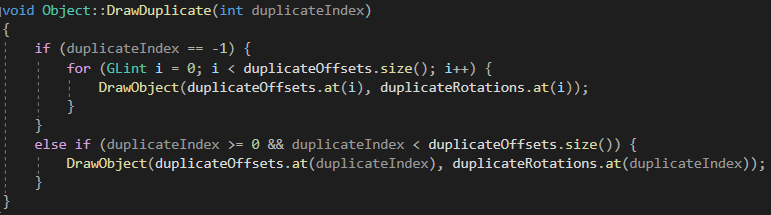 void Object::DrawDuplicate(int duplicateIndex)
{
    if (duplicateIndex == -1) {
        for (GLint i = 0; i < duplicateOffsets.size(); i++) {
            DrawObject(duplicateOffsets.at(i), duplicateRotations.at(i));
        }
    }
    else if (duplicateIndex >= 0 && duplicateIndex < duplicateOffsets.size()) {
        DrawObject(duplicateOffsets.at(duplicateIndex), duplicateRotations.at(duplicateIndex));
    }
}